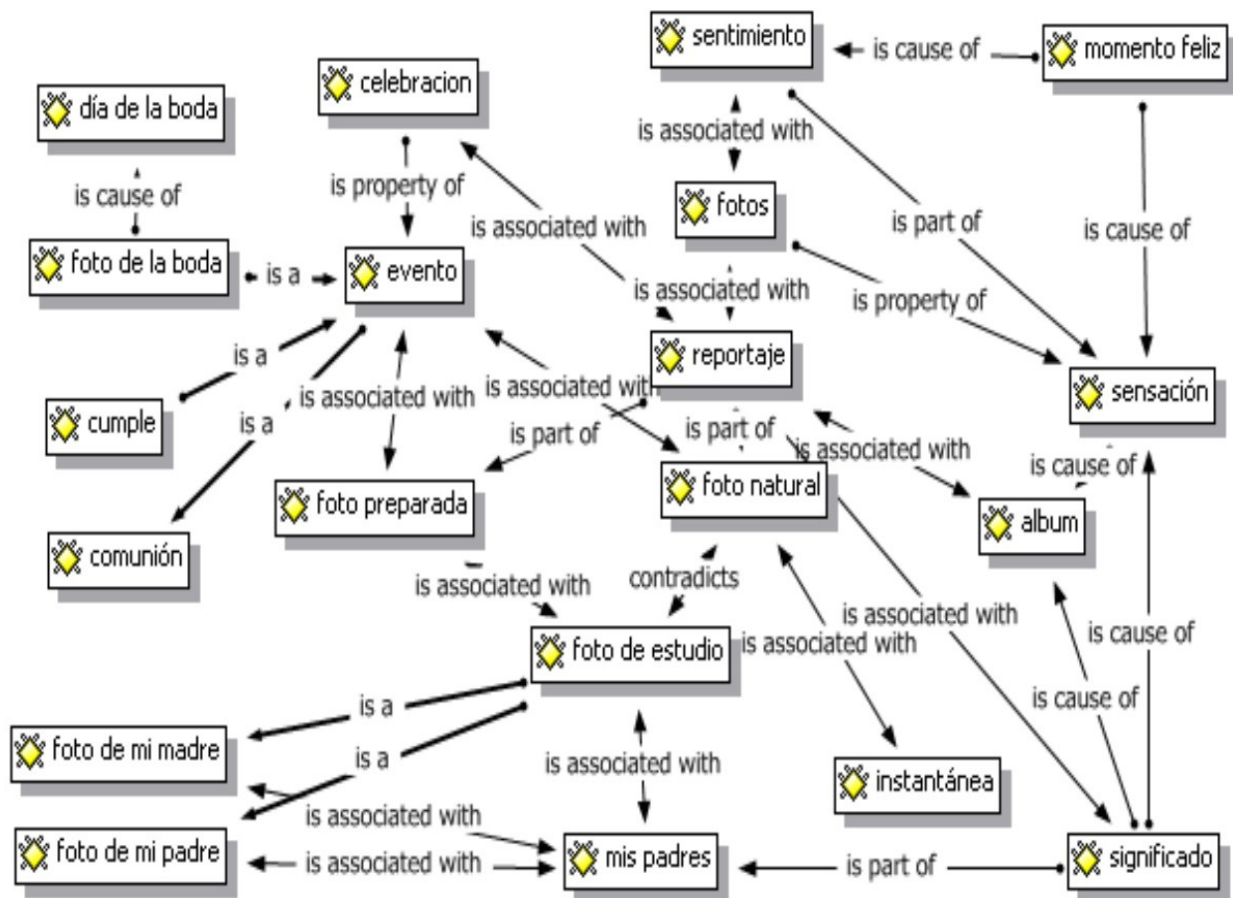 sentimiento
is cause of
momento feliz
celebracion
día de la boda
is associated with
is cause of
is property of
fotos
is associated with
is part of
is cause of
foto de la boda
is a
evento
is associated with
is property of
reportaje
is a
is associated with
is associated with
sensación
cumple
is a
is part of
is part of
is associated with
is cause of
foto preparada
foto natural
album
comunión
is associated with
contradicts
is associated with
is associated with
is cause of
foto de estudio
is cause of
is a
foto de mi madre
is a
is associated with
instantánea
is associated with
foto de mi padre
is associated with
mis padres
is part of
significado